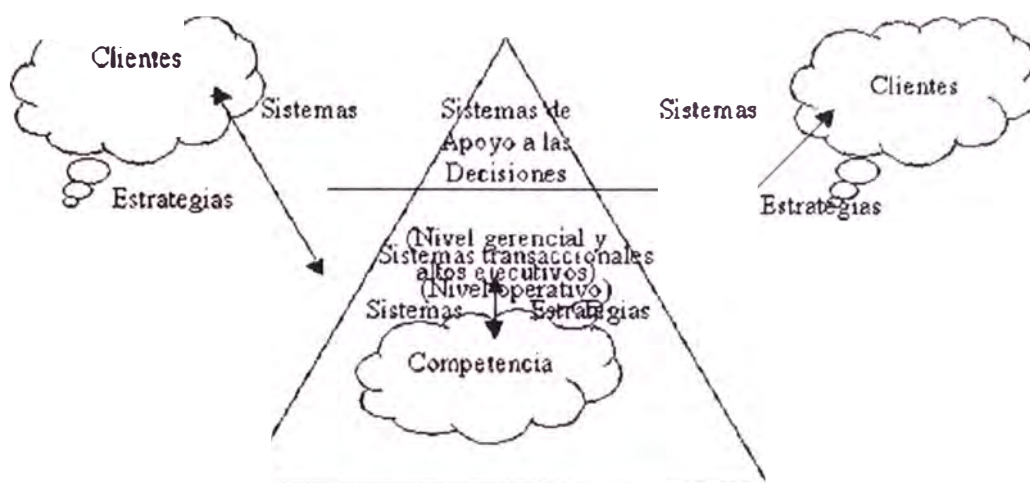 Clientes
Sistemas
Estrategias
Sistemas de
Apoyo a las
Decisiones
Sistemas
Clientes
Estrategias
(Nivel gerencial y
Sistemas transaccionales
altos ejecutivos)
(Nivel operativo)
Sistemas
Estrategias
Competencia